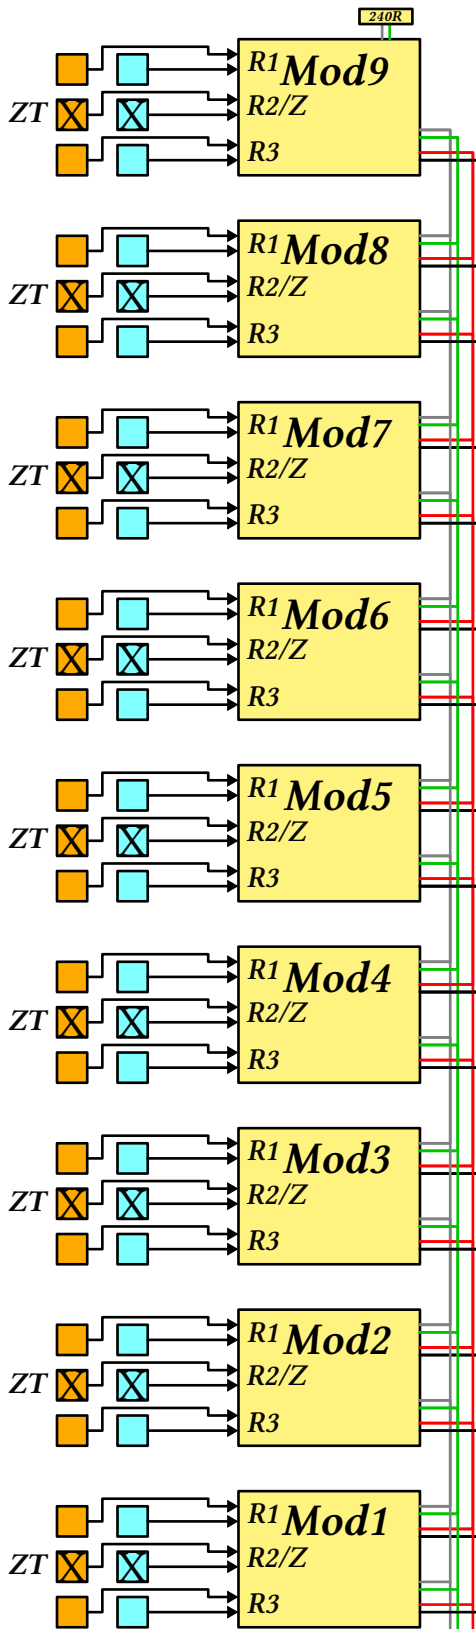 240R
R1 Mod9
ZT X X R2/Z
R3
R1 Mod8
ZT X X R2/Z
R3
R1 Mod7
ZT X X R2/Z
R3
R1 Mod6
ZT X X R2/Z
R3
R1 Mod5
ZT X X R2/Z
R3
R1 Mod4
ZT X X R2/Z
R3
R1 Mod3
ZT X X R2/Z
R3
R1 Mod2
ZT X X R2/Z
R3
R1 Mod1
ZT X X R2/Z
R3